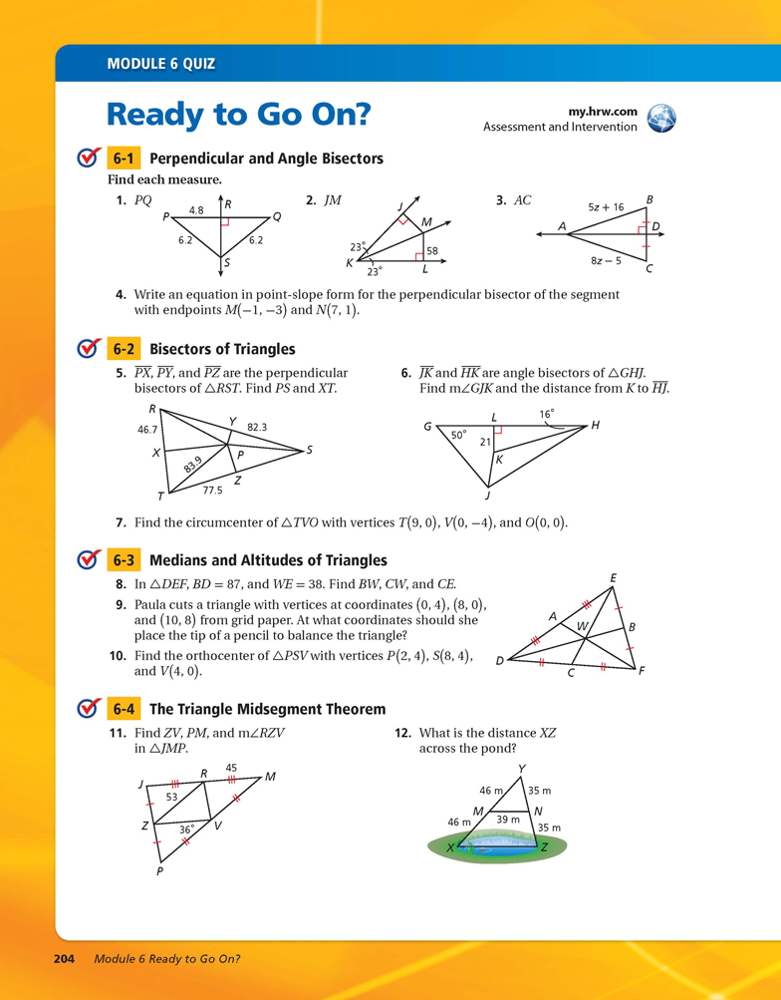 MODULE 6 QUIZ
Ready to Go On?
my.hrw.com
Assessment and Intervention
6-1 Perpendicular and Angle Bisectors
Find each measure.
1. PQ
P
4.8
R
Q
6.2
6.2
S
2. JM
J
M
23°
58
K
23°
L
3. AC
5z + 16
B
A
D
8z − 5
C
4. Write an equation in point-slope form for the perpendicular bisector of the segment
with endpoints M(−1, −3) and N(7, 1).
6-2 Bisectors of Triangles
5. P̅X̅, P̅Y̅, and P̅Z̅ are the perpendicular
bisectors of △RST. Find PS and XT.
R
46.7
Y
82.3
X
P
S
83.9
Z
T
77.5
6. J̅K̅ and H̅K̅ are angle bisectors of △GHJ.
Find m∠GJK and the distance from K to H̅J̅.
L
16°
G
H
50°
21
K
J
7. Find the circumcenter of △TVO with vertices T(9, 0), V(0, −4), and O(0, 0).
6-3 Medians and Altitudes of Triangles
8. In △DEF, BD = 87, and WE = 38. Find BW, CW, and CE.
9. Paula cuts a triangle with vertices at coordinates (0, 4), (8, 0),
and (10, 8) from grid paper. At what coordinates should she
place the tip of a pencil to balance the triangle?
10. Find the orthocenter of △PSV with vertices P(2, 4), S(8, 4),
and V(4, 0).
E
A
W
B
D
C
F
6-4 The Triangle Midsegment Theorem
11. Find ZV, PM, and m∠RZV
in △JMP.
J
R
45
M
53
Z
36°
V
P
12. What is the distance XZ
across the pond?
Y
46 m
35 m
M
N
46 m
39 m
35 m
X
Z
204 Module 6 Ready to Go On?